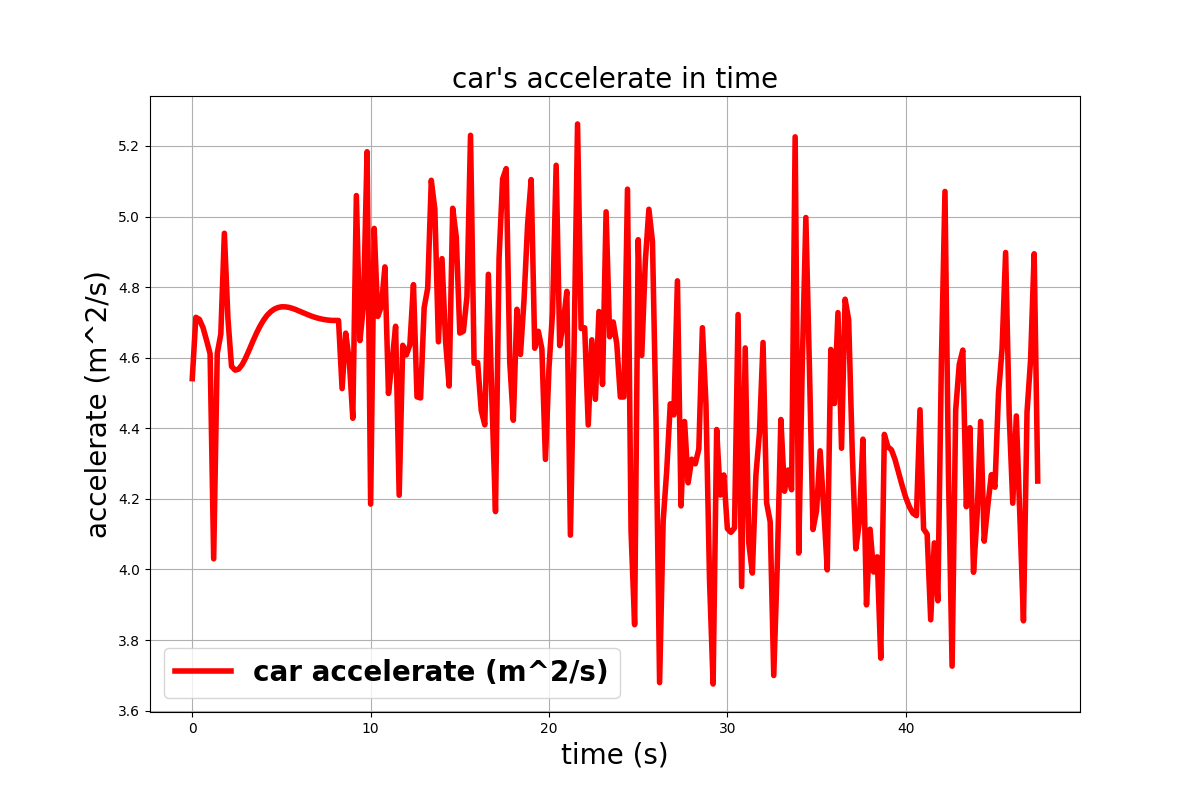 car's accelerate in time
accelerate (m^2/s)
5.2
5.0
4.8
4.6
4.4
4.2
4.0
3.8
3.6
car accelerate (m^2/s)
0 10 20 30 40
time (s)